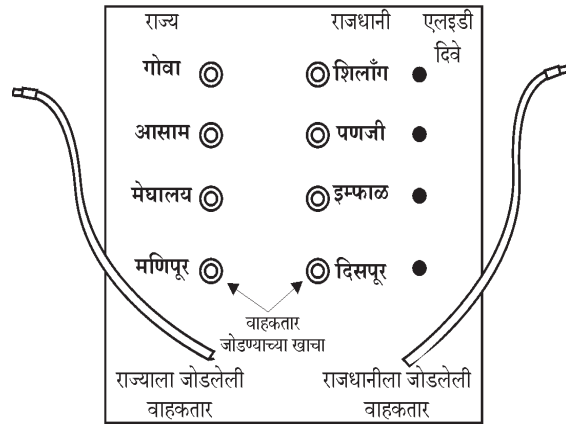 राज्य राजधानी एलइडी
दिवे
गोवा शिलाँग
आसाम पणजी
मेघालय इम्फाळ
मणिपूर दिसपूर
वाहकतार
जोडण्याच्या खाचा
राज्याला जोडलेली
वाहकतार
राजधानीला जोडलेली
वाहकतार